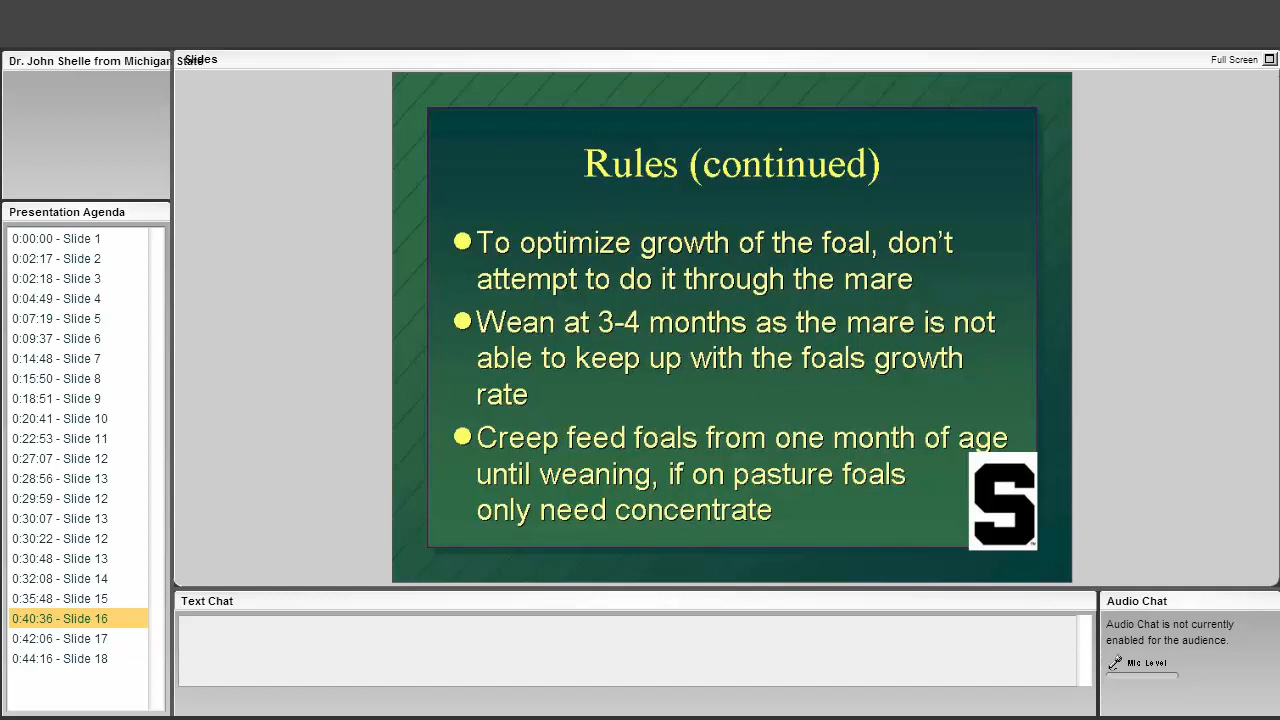 Dr. John Shelle from Michigan State
Slides
Full Screen
Presentation Agenda
0:00:00 - Slide 1
0:02:17 - Slide 2
0:02:18 - Slide 3
0:04:49 - Slide 4
0:07:19 - Slide 5
0:09:37 - Slide 6
0:14:48 - Slide 7
0:15:50 - Slide 8
0:18:51 - Slide 9
0:20:41 - Slide 10
0:22:53 - Slide 11
0:27:07 - Slide 12
0:28:56 - Slide 13
0:29:59 - Slide 12
0:30:07 - Slide 13
0:30:22 - Slide 12
0:30:48 - Slide 13
0:32:08 - Slide 14
0:35:48 - Slide 15
0:40:36 - Slide 16
0:42:06 - Slide 17
0:44:16 - Slide 18
Rules (continued)
To optimize growth of the foal, don't
attempt to do it through the mare
Wean at 3-4 months as the mare is not
able to keep up with the foals growth
rate
Creep feed foals from one month of age
until weaning, if on pasture foals
only need concentrate
S
Text Chat
Audio Chat
Audio Chat is not currently
enabled for the audience.
Mic Level